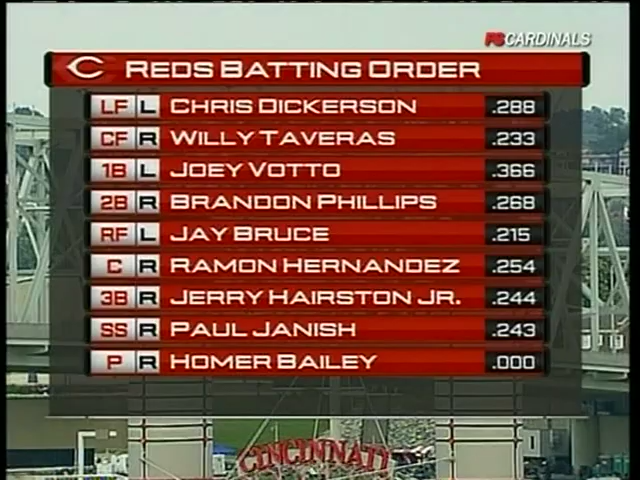 FS CARDINALS
C REDS BATTING ORDER
LF L CHRIS DICKERSON .288
CF R WILLY TAVERAS .233
1B L JOEY VOTTO .366
2B R BRANDON PHILLIPS .268
RF L JAY BRUCE .215
C R RAMON HERNANDEZ .254
3B R JERRY HAIRSTON JR. .244
SS R PAUL JANISH .243
P R HOMER BAILEY .000
CINCINNATI